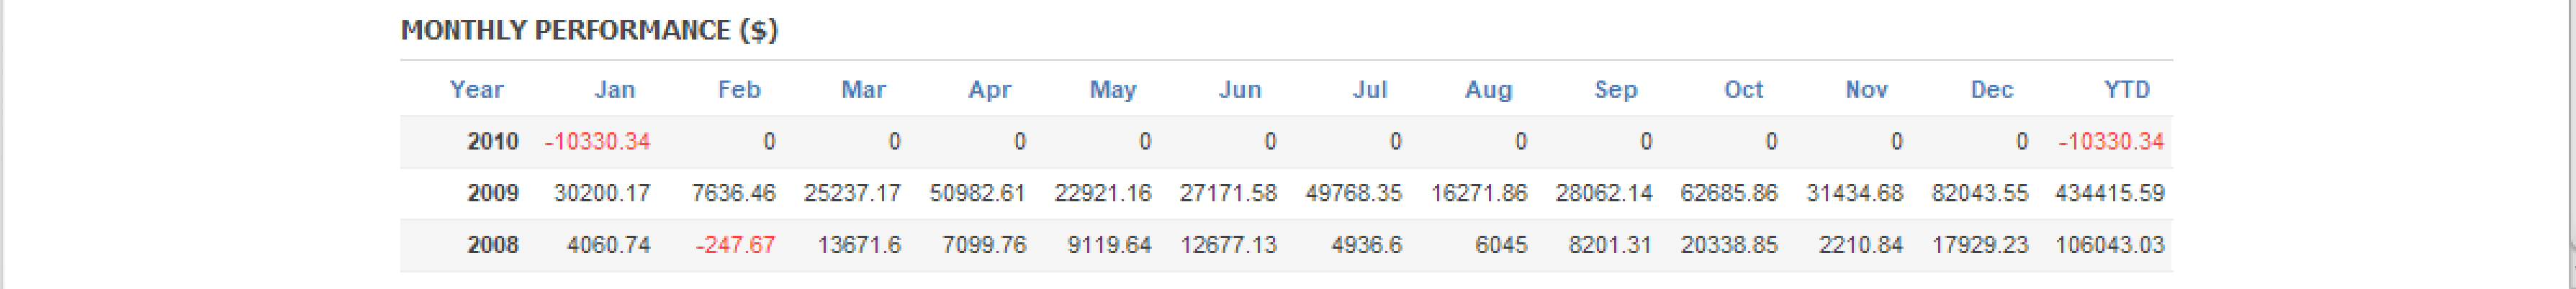 MONTHLY PERFORMANCE ($)
Year Jan Feb Mar Apr May Jun Jul Aug Sep Oct Nov Dec YTD
2010 -10330.34 0 0 0 0 0 0 0 0 0 0 0 -10330.34
2009 30200.17 7636.46 25237.17 50982.61 22921.16 27171.58 49768.35 16271.86 28062.14 62685.86 31434.68 82043.55 434415.59
2008 4060.74 -247.67 13671.6 7099.76 9119.64 12677.13 4936.6 6045 8201.31 20338.85 2210.84 17929.23 106043.03